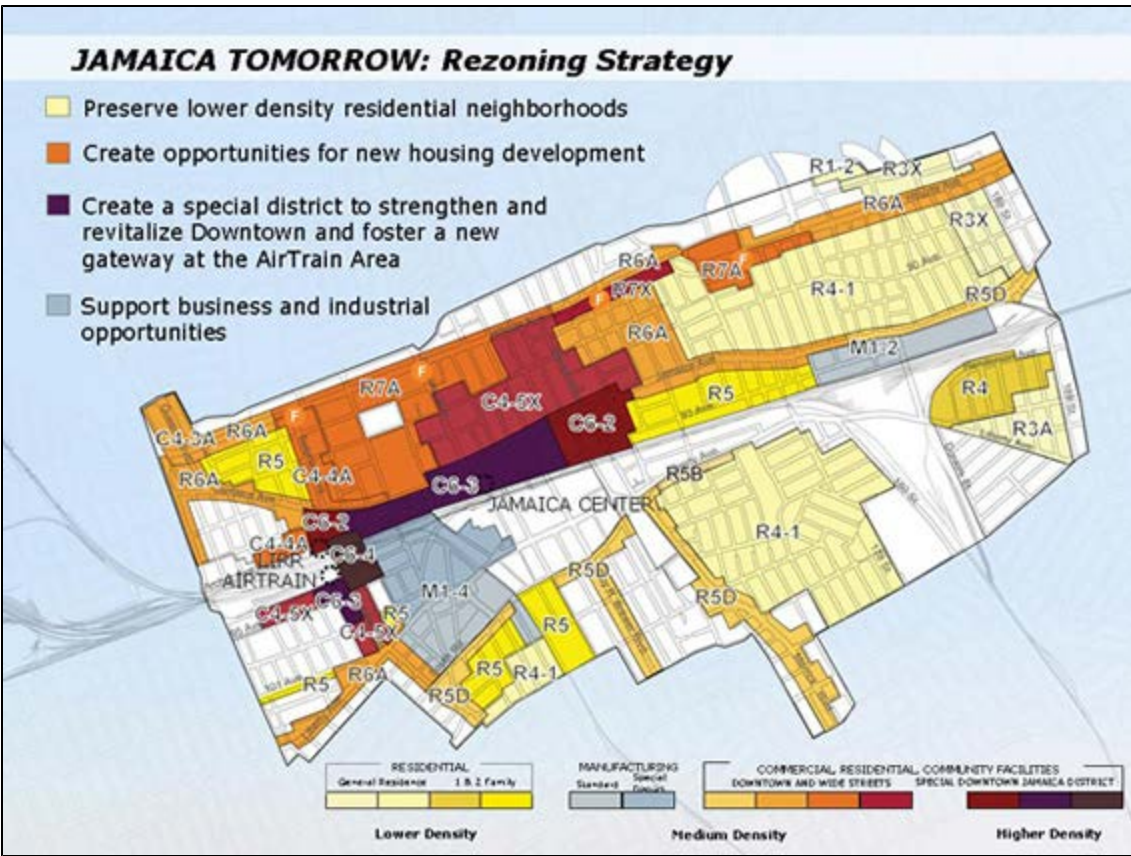 JAMAICA TOMORROW: Rezoning Strategy
Preserve lower density residential neighborhoods
Create opportunities for new housing development
Create a special district to strengthen and
revitalize Downtown and foster a new
gateway at the AirTrain Area
Support business and industrial
opportunities
R1-2
R3X
R6A
R3X
R6A
R7A
F
R7X
F
R4-1
R5D
R6A
M1-2
R7A
F
C4-5X
R5
R4
F
C4-3A
R6A
R3A
C6-2
R5
R6A
C4-4A
C6-3
R5B
JAMAICA CENTER
C6-2
R4-1
C4-4A
C6-4
LIRR
AIRTRAIN
R5D
M1-4
C4-5X
C6-3
R5
R5D
C4-5X
R5
R6A
R5
R4-1
R5
R5D
RESIDENTIAL
General Residence
1 & 2 Family
MANUFACTURING
Standard
Special
COMMERCIAL, RESIDENTIAL, COMMUNITY FACILITIES
DOWNTOWN AND WIDE STREETS
SPECIAL DOWNTOWN JAMAICA DISTRICT
Lower Density
Medium Density
Higher Density